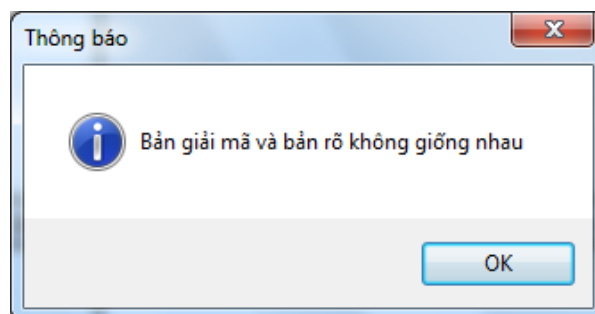 Thông báo
Bản giải mã và bản rõ không giống nhau
OK